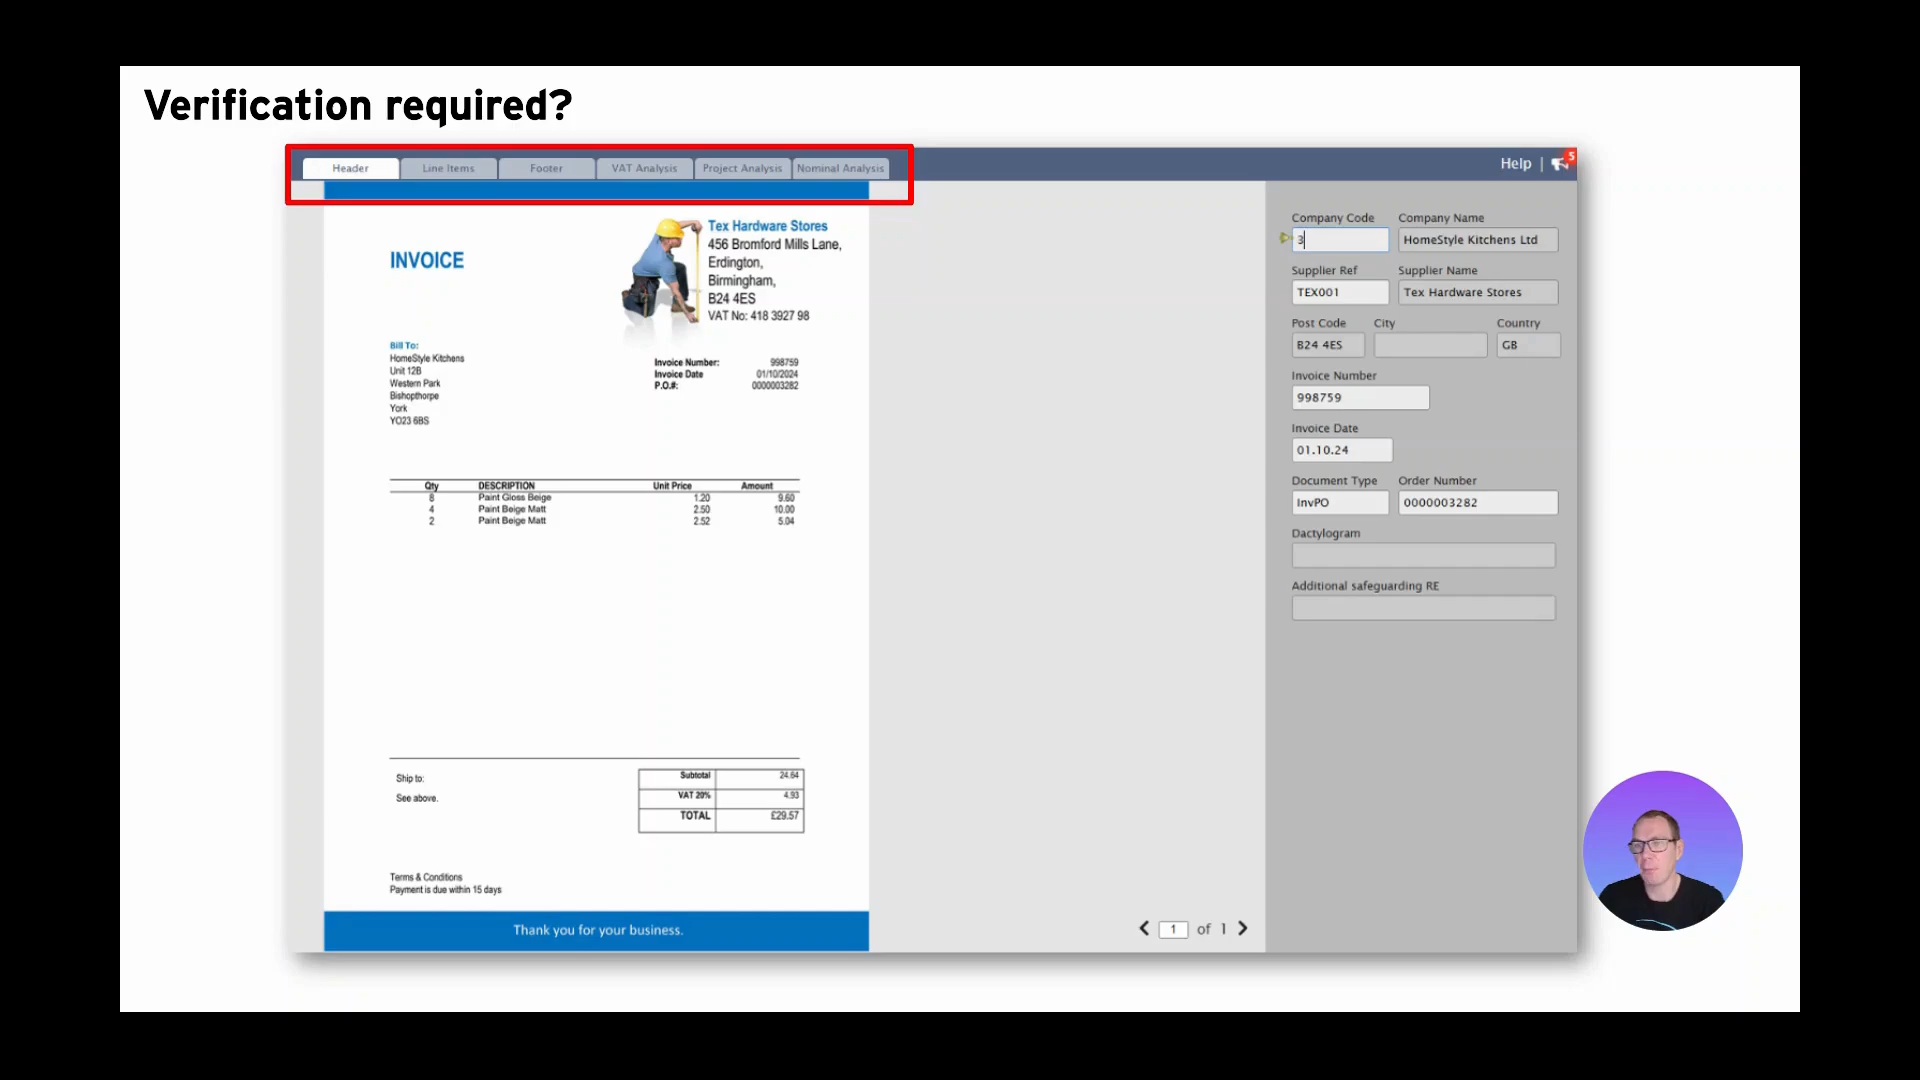 Verification required?
Header Line Items Footer VAT Analysis Project Analysis Nominal Analysis
Help | 5
INVOICE
Tex Hardware Stores
456 Bromford Mills Lane,
Erdington,
Birmingham,
B24 4ES
VAT No: 418 3927 98
Bill To:
HomeStyle Kitchens
Unit 12B
Western Park
Bishopthorpe
York
YO23 6BS
Invoice Number: 998759
Invoice Date 01/10/2024
P.O.#: 0000003282
Qty DESCRIPTION Unit Price Amount
8 Paint Gloss Beige 1.20 9.60
4 Paint Beige Matt 2.50 10.00
2 Paint Beige Matt 2.52 5.04
Ship to:
See above.
Subtotal 24.64
VAT 20% 4.93
TOTAL £29.57
Terms & Conditions
Payment is due within 15 days
Thank you for your business.
1 of 1
Company Code Company Name
3 HomeStyle Kitchens Ltd
Supplier Ref Supplier Name
TEX001 Tex Hardware Stores
Post Code City Country
B24 4ES GB
Invoice Number
998759
Invoice Date
01.10.24
Document Type Order Number
InvPO 0000003282
Dactylogram
Additional safeguarding RE